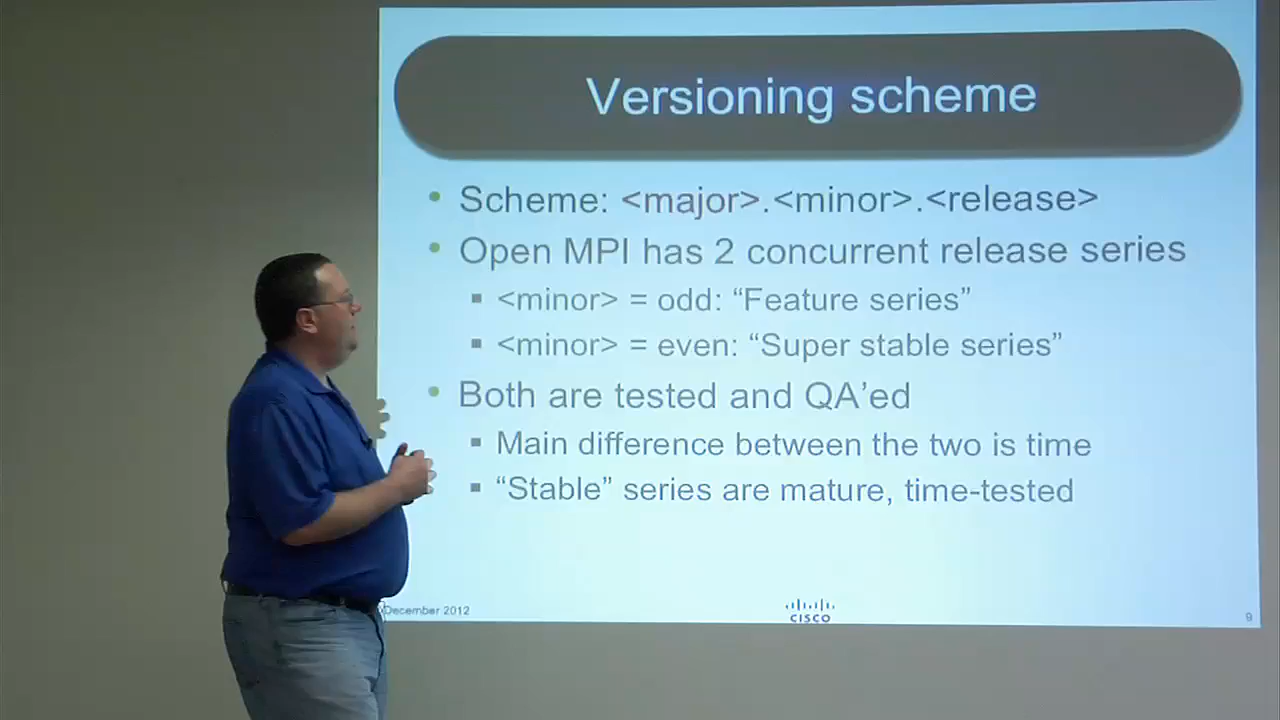 Versioning scheme
• Scheme: <major>.<minor>.<release>
• Open MPI has 2 concurrent release series
▪ <minor> = odd: “Feature series”
▪ <minor> = even: “Super stable series”
• Both are tested and QA’ed
▪ Main difference between the two is time
▪ “Stable” series are mature, time-tested
December 2012
CISCO
9